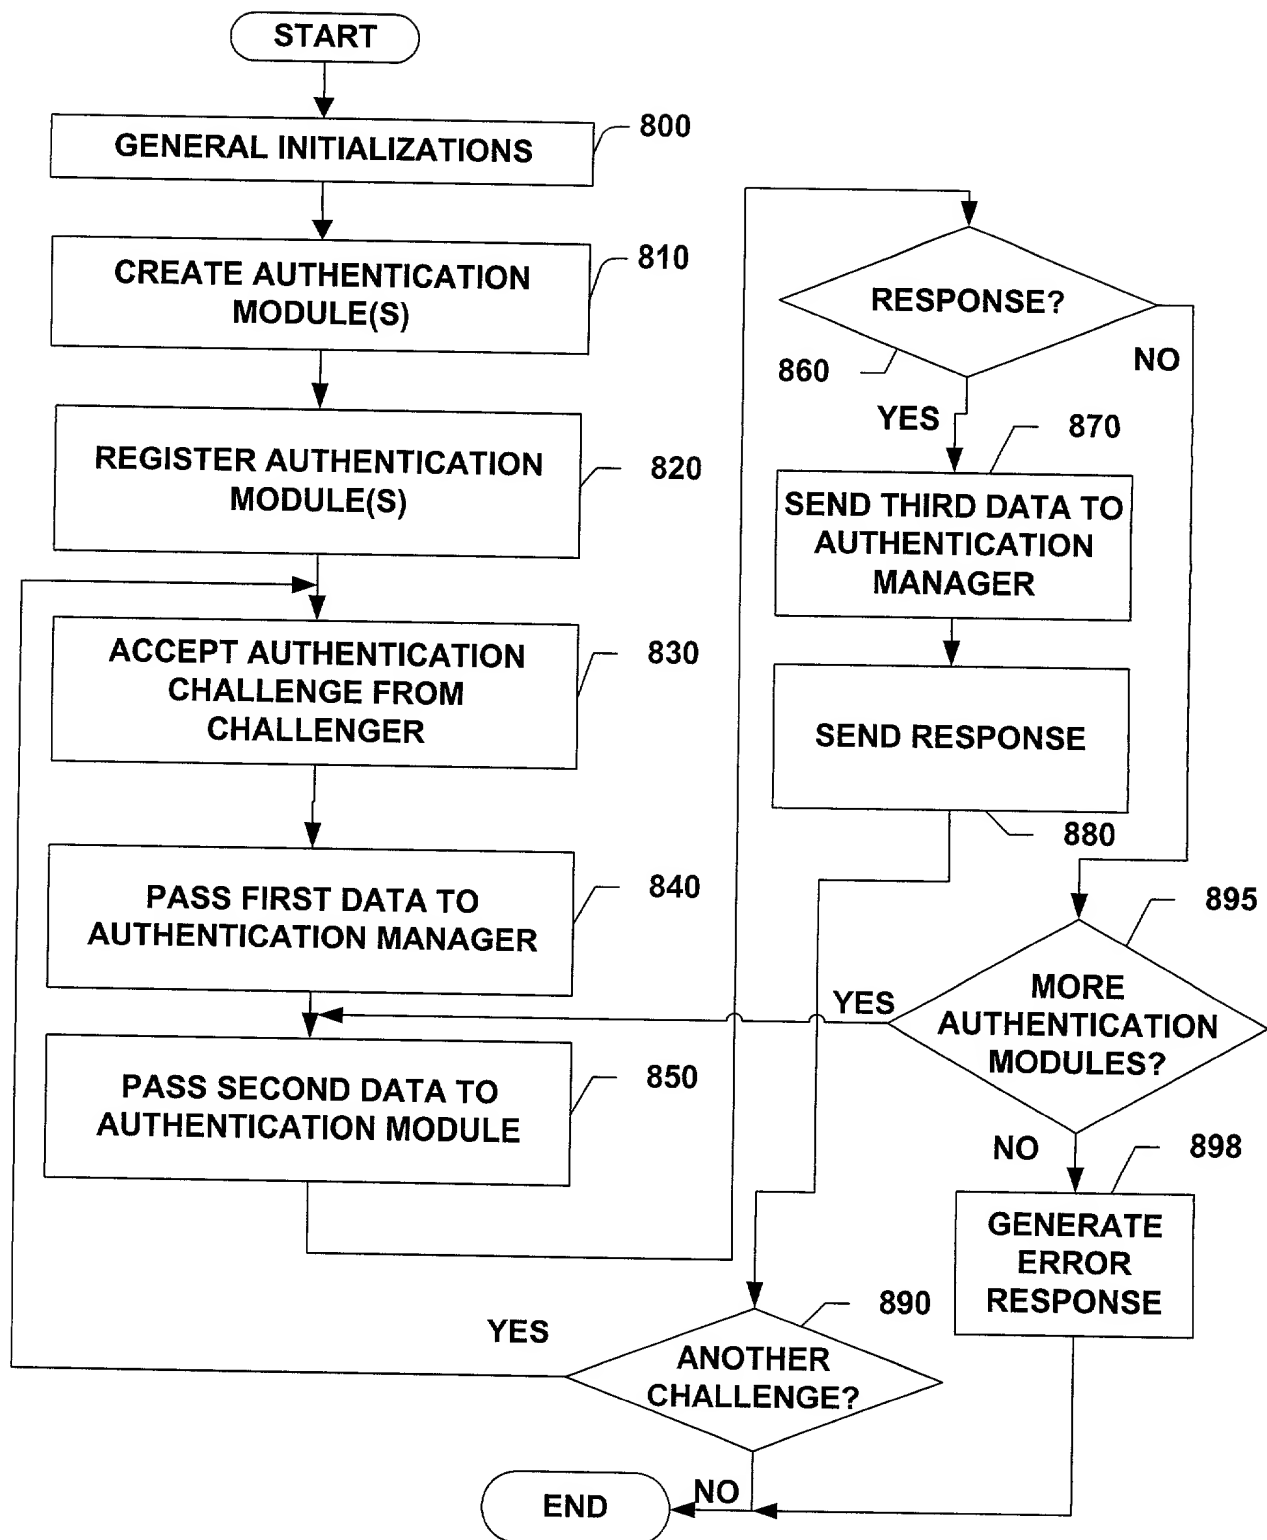 START
GENERAL INITIALIZATIONS
800
CREATE AUTHENTICATION
MODULE(S)
810
REGISTER AUTHENTICATION
MODULE(S)
820
ACCEPT AUTHENTICATION
CHALLENGE FROM
CHALLENGER
830
PASS FIRST DATA TO
AUTHENTICATION MANAGER
840
PASS SECOND DATA TO
AUTHENTICATION MODULE
850
RESPONSE?
860
NO
YES
870
SEND THIRD DATA TO
AUTHENTICATION
MANAGER
SEND RESPONSE
880
895
MORE
AUTHENTICATION
MODULES?
YES
NO
898
GENERATE
ERROR
RESPONSE
890
YES
ANOTHER
CHALLENGE?
NO
END